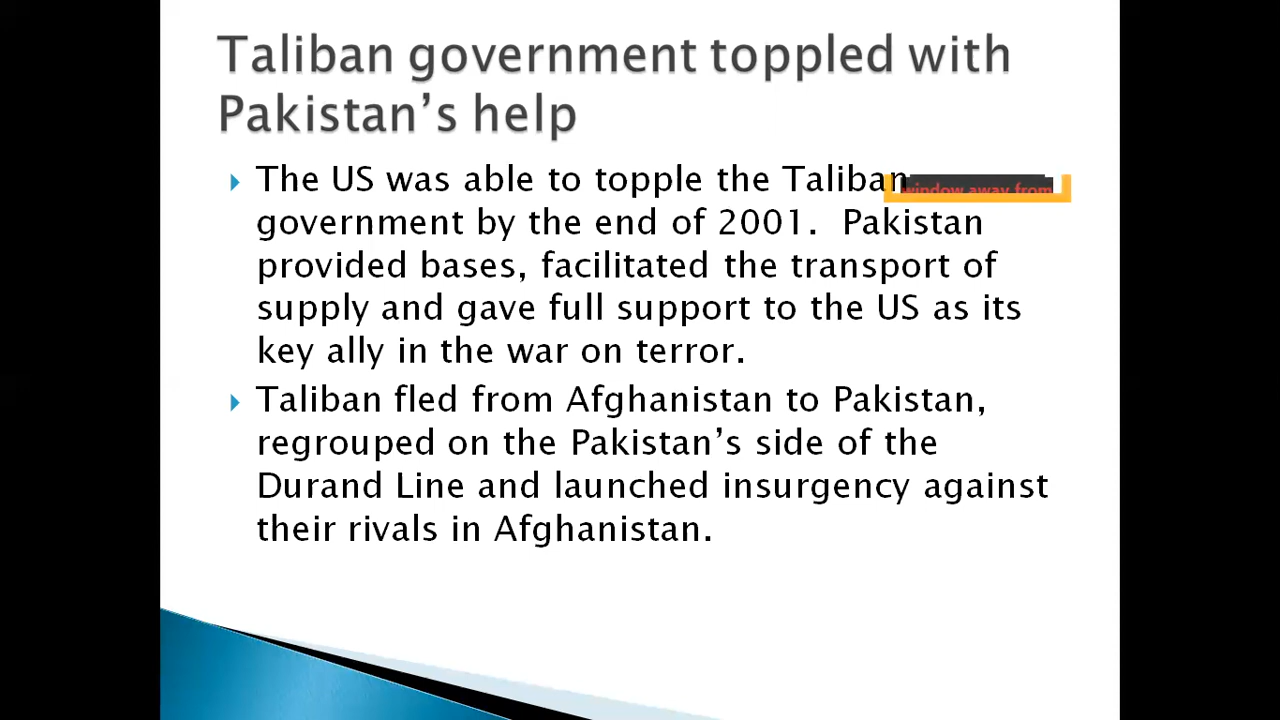 Taliban government toppled with
Pakistan’s help
The US was able to topple the Taliban
window away from
government by the end of 2001.  Pakistan
provided bases, facilitated the transport of
supply and gave full support to the US as its
key ally in the war on terror.
Taliban fled from Afghanistan to Pakistan,
regrouped on the Pakistan’s side of the
Durand Line and launched insurgency against
their rivals in Afghanistan.